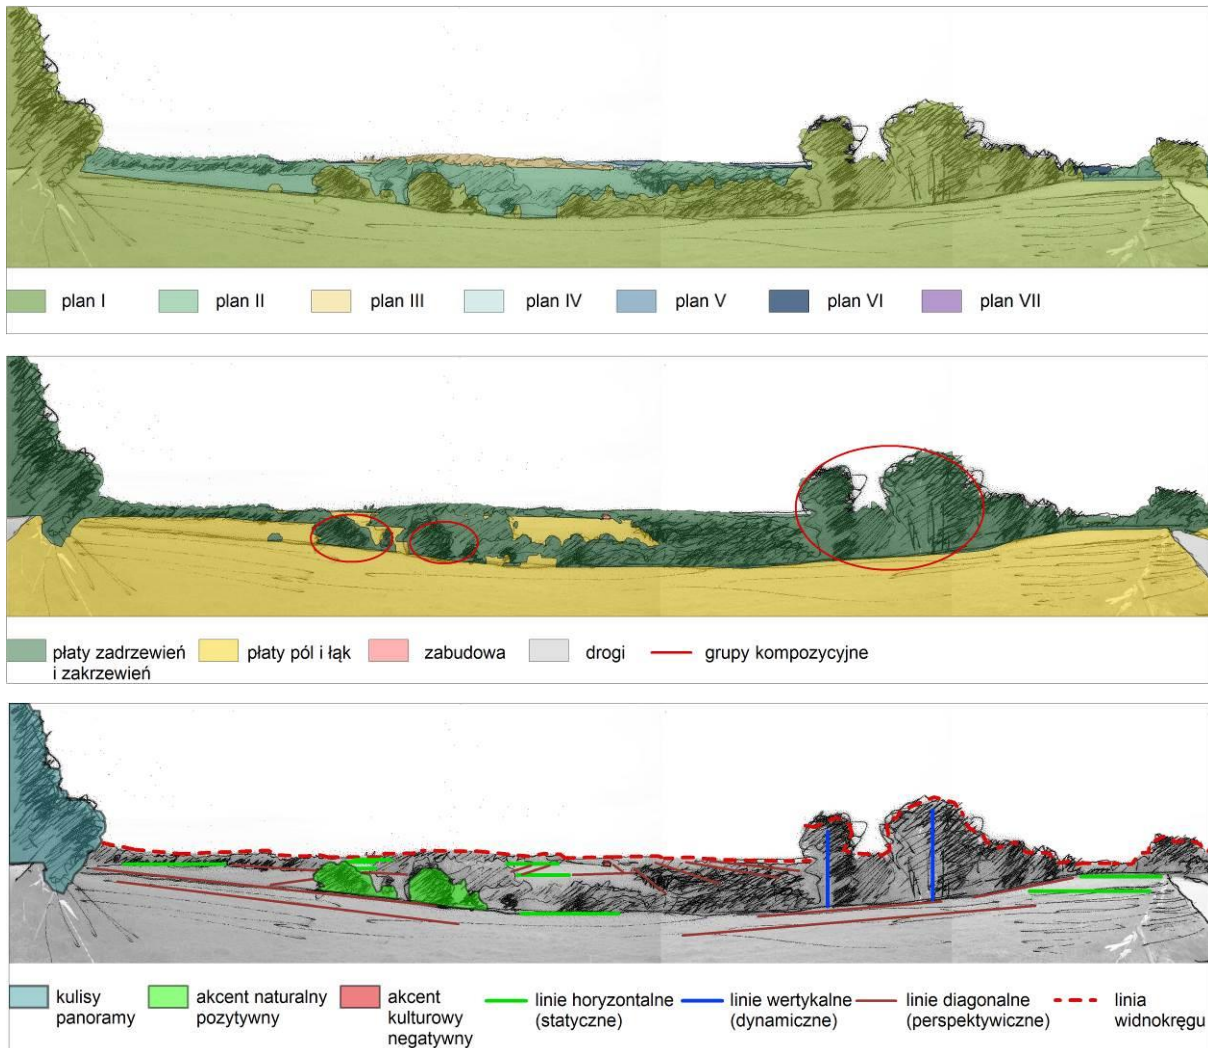 plan I plan II plan III plan IV plan V plan VI plan VII
płaty zadrzewień
i zakrzewień
płaty pól i łąk
zabudowa
drogi
grupy kompozycyjne
kulisy
panoramy
akcent naturalny
pozytywny
akcent
kulturowy
negatywny
linie horyzontalne
(statyczne)
linie wertykalne
(dynamiczne)
linie diagonalne
(perspektywiczne)
linia
widnokręgu